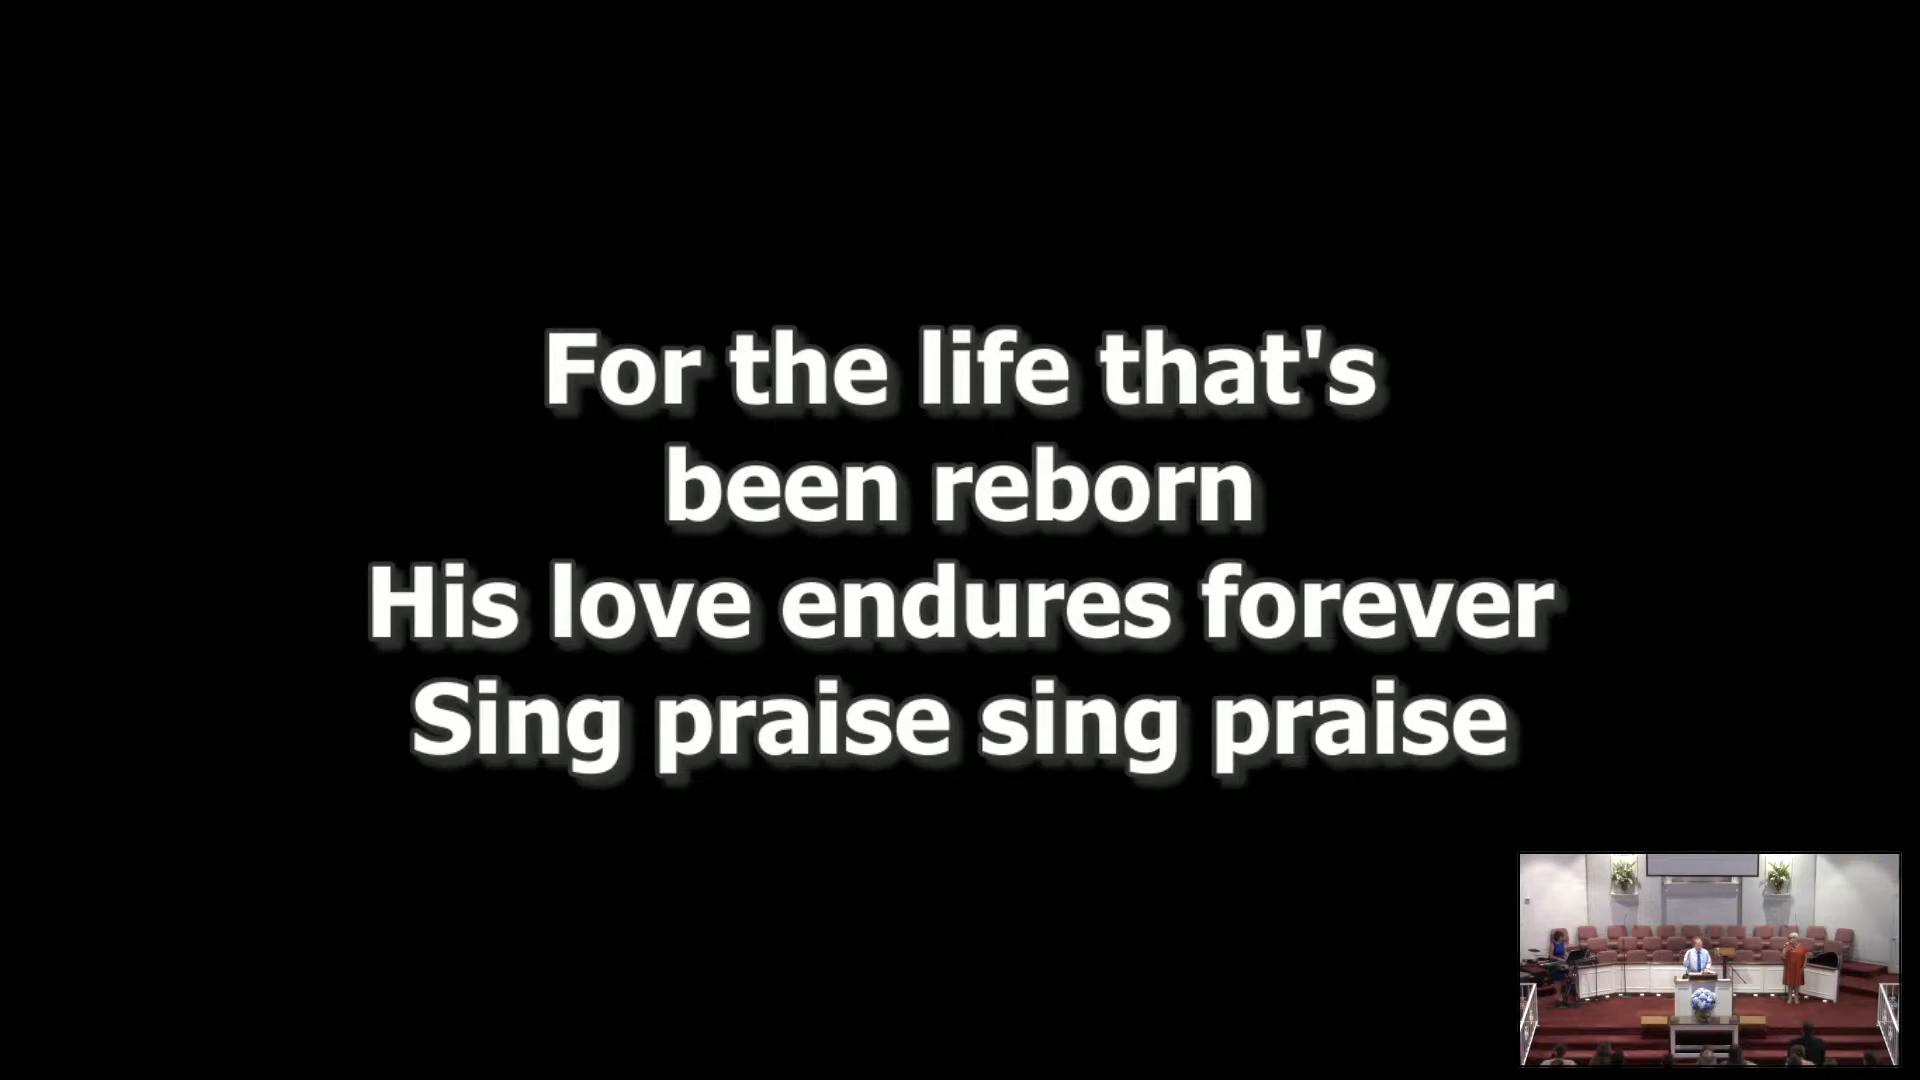 For the life that's
been reborn
His love endures forever
Sing praise sing praise